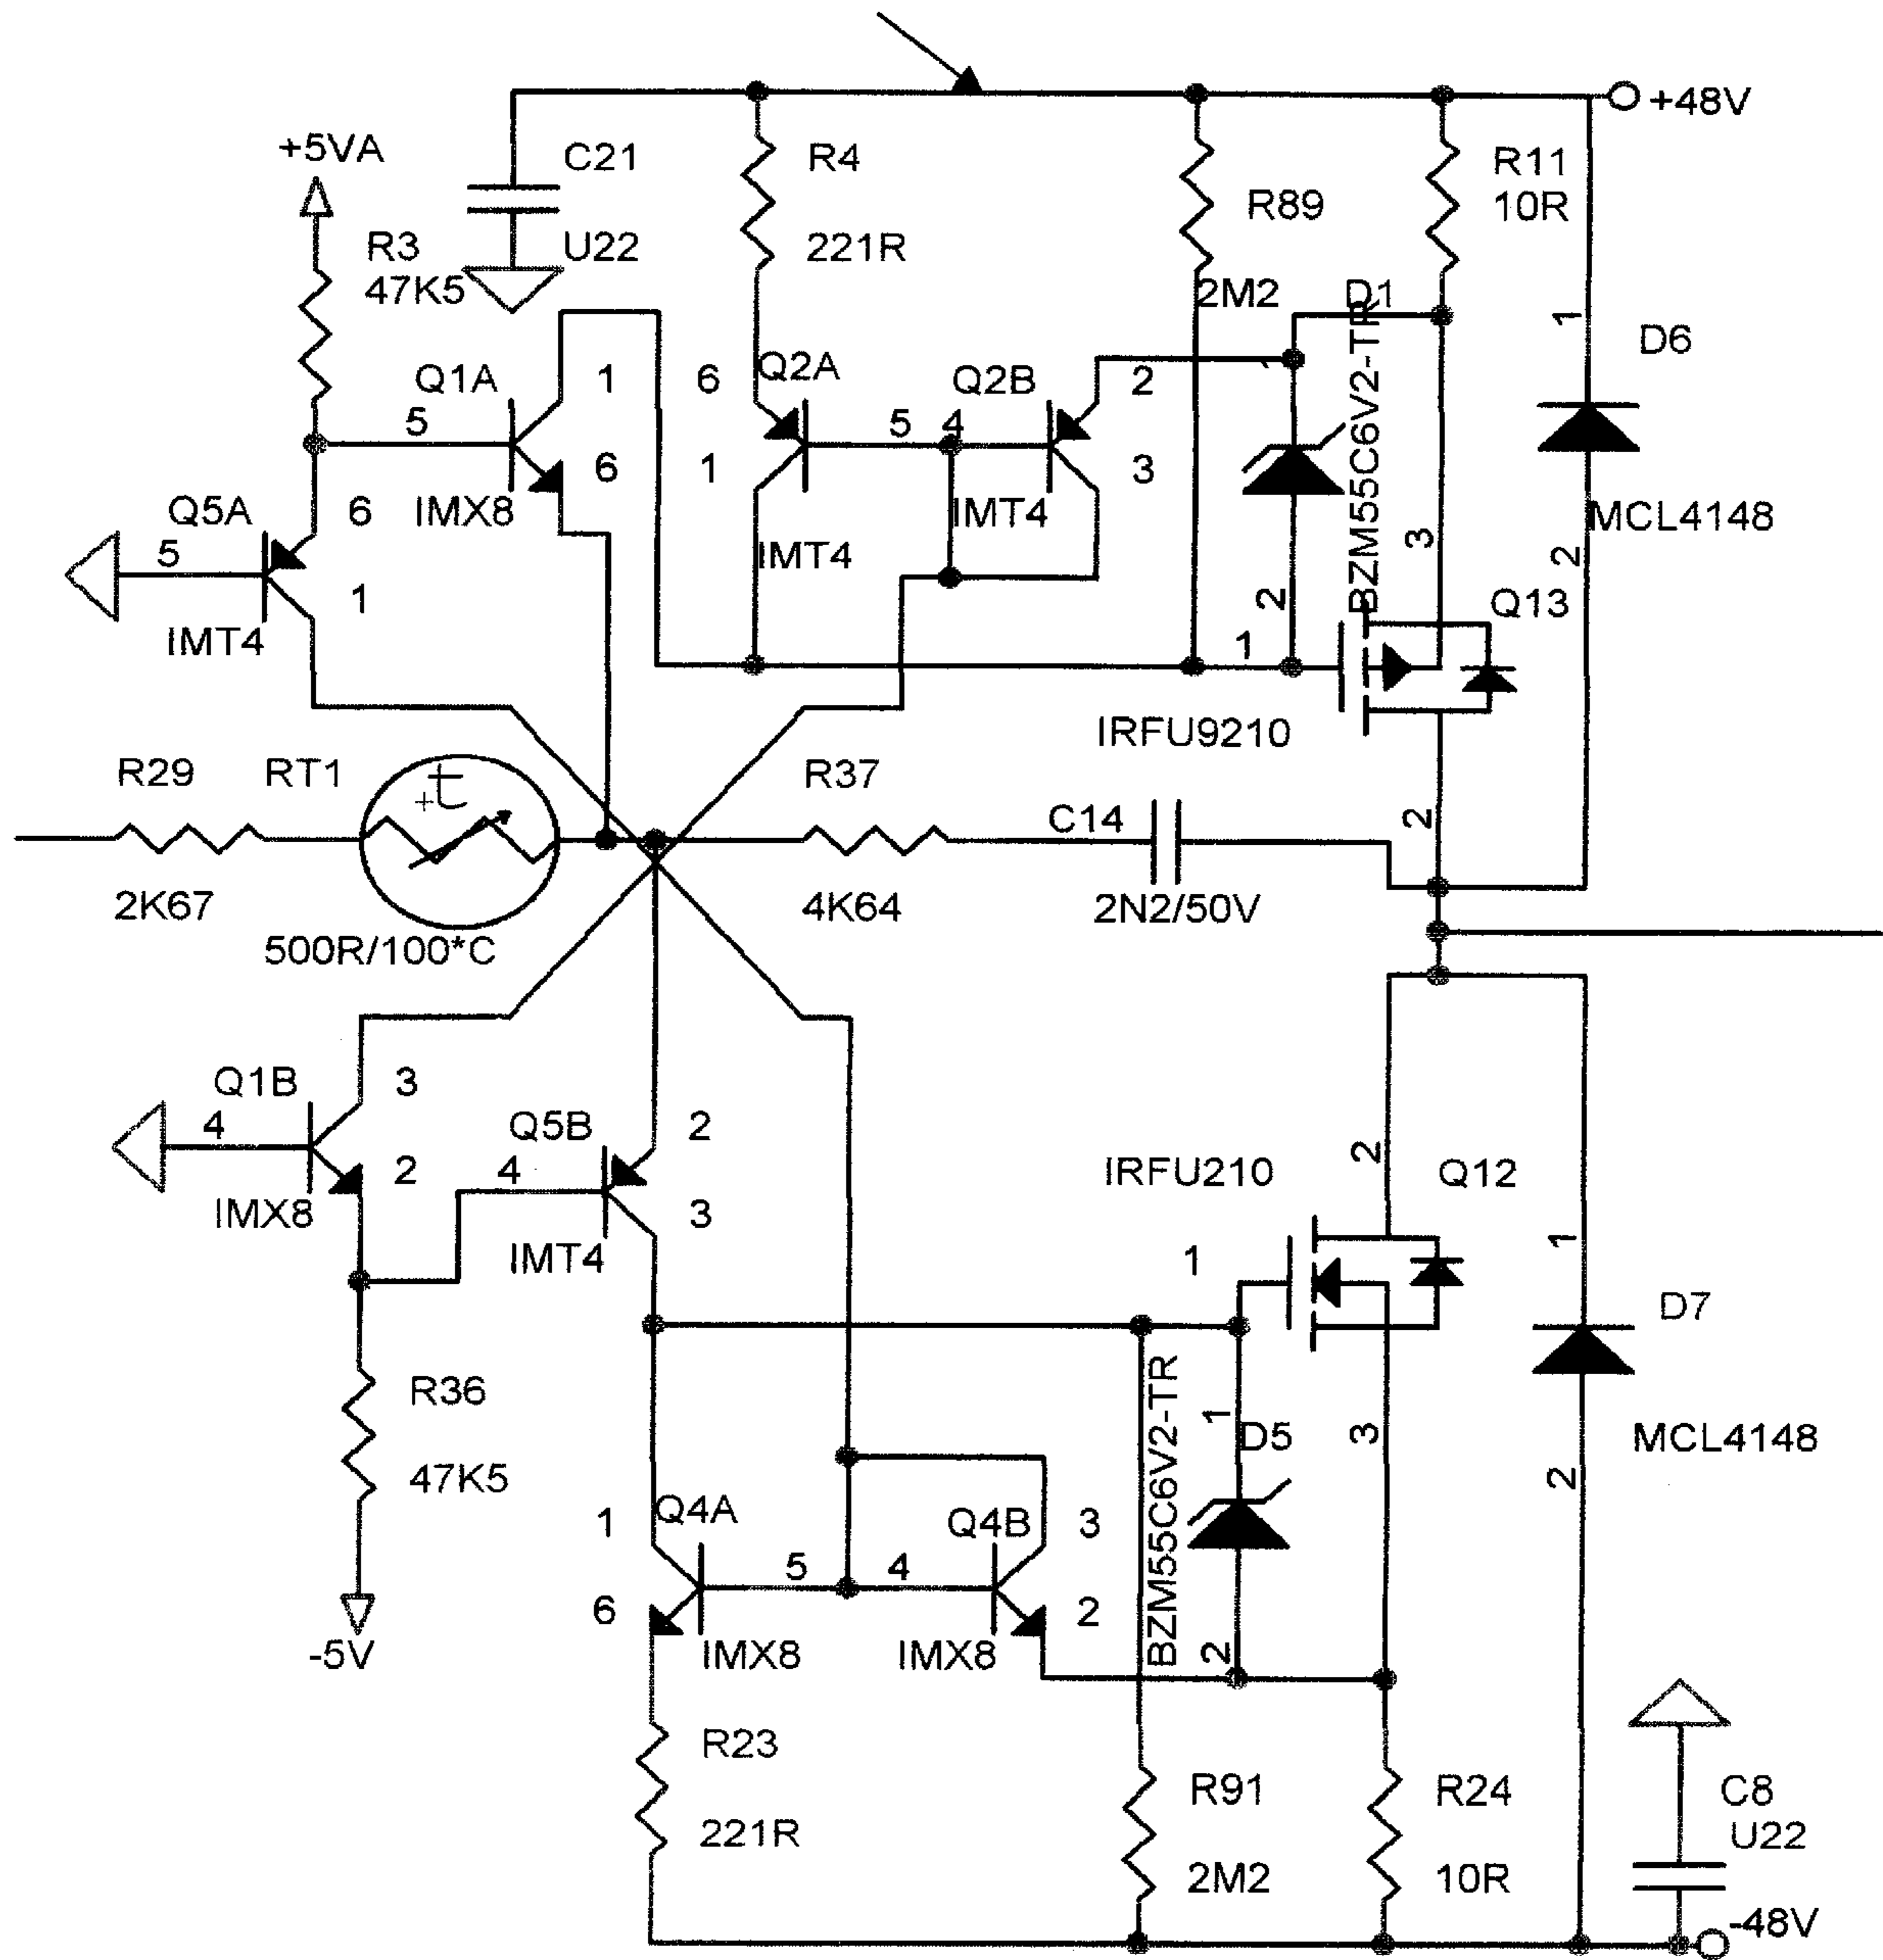 +48V
+5VA
C21
R4
R11
10R
R89
R3
47K5
U22
221R
2M2
D1
BZM55C6V2-TR
1
D6
Q1A
1
6
Q2A
Q2B
2
1
5
5
4
6
1
3
Q5A
6
IMX8
IMT4
MCL4148
5
IMT4
3
2
1
2
Q13
IMT4
1
IRFU9210
R29
RT1
+t
R37
C14
2
2K67
4K64
2N2/50V
500R/100*C
Q1B
3
4
Q5B
2
2
IRFU210
Q12
2
4
IMX8
3
IMT4
1
1
D7
R36
BZM55C6V2-TR
1
D5
3
MCL4148
47K5
2
1
Q4A
Q4B
3
5
4
6
2
-5V
IMX8
IMX8
2
R23
R91
R24
C8
U22
221R
2M2
10R
-48V